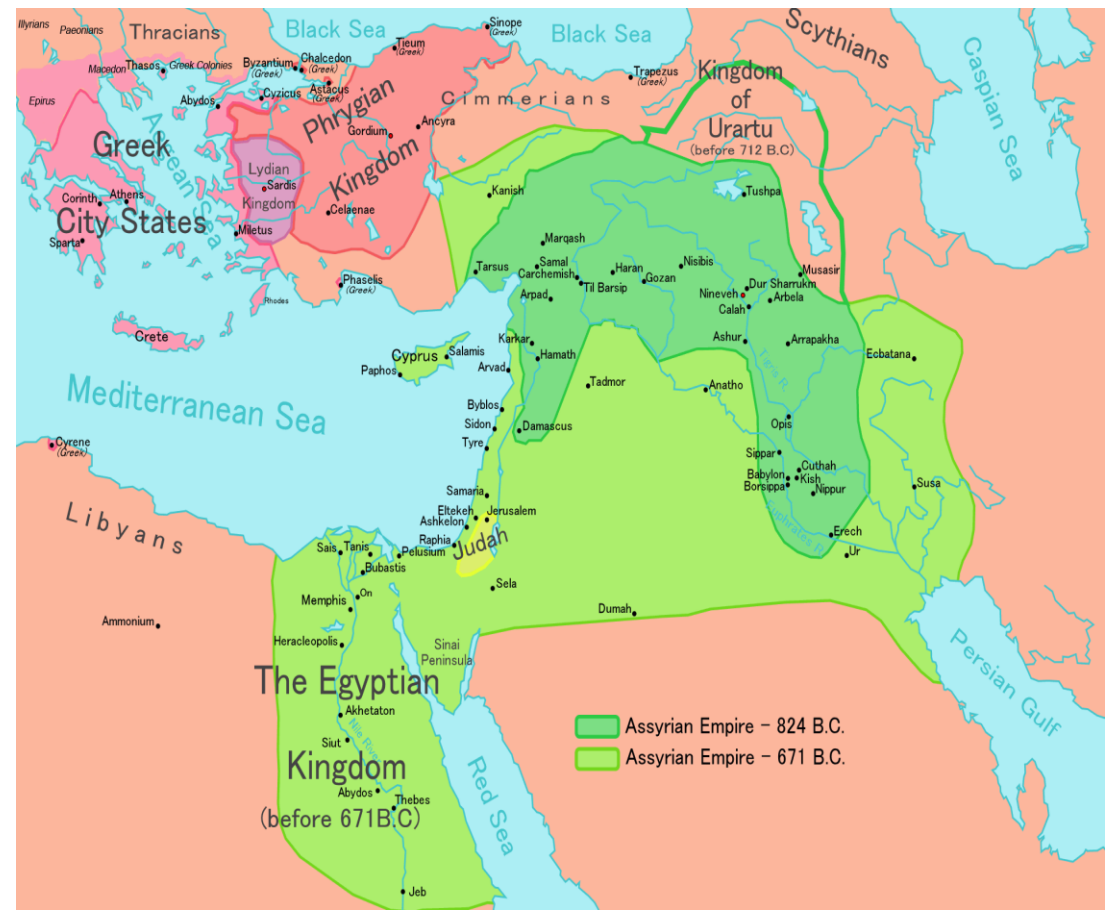 Illyrians
Paeonians
Thracians
Macedon
Thasos
Greek Colonies
Epirus
Abydos
Byzantium
(Greek)
Chalcedon
(Greek)
Astacus
(Greek)
Cyzicus
Black Sea
Tieum
(Greek)
Sinope
(Greek)
Black Sea
Trapezus
(Greek)
Scythians
Caspian Sea
Cimmerians
Kingdom
of
Urartu
(before 712 B.C)
Phrygian
Kingdom
Gordium
Ancyra
Celaenae
Lydian
Sardis
Kingdom
Miletus
Aegean Sea
Greek
City States
Corinth
Athens
Sparta
Phaselis
(Greek)
Rhodes
Crete
Kanish
Tushpa
Marqash
Tarsus
Samal
Carchemish
Til Barsip
Haran
Gozan
Nisibis
Musasir
Dur Sharrukm
Nineveh
Arbela
Calah
Arpad
Karkar
Hamath
Ashur
Arrapakha
Ecbatana
Cyprus
Salamis
Paphos
Arvad
Tadmor
Anatho
Tigris R.
Mediterranean Sea
Byblos
Sidon
Damascus
Tyre
Opis
Sippar
Cuthah
Babylon
Kish
Borsippa
Nippur
Susa
Cyrene
(Greek)
Samaria
Eltekeh
Jerusalem
Ashkelon
Raphia
Judah
Euphrates R.
Erech
Ur
Libyans
Sais
Tanis
Pelusium
Bubastis
Sela
On
Memphis
Dumah
Ammonium
Heracleopolis
Sinai
Peninsula
Persian Gulf
The Egyptian
Kingdom
(before 671B.C)
Akhetaton
Nile River
Siut
Abydos
Thebes
Jeb
Red Sea
Assyrian Empire - 824 B.C.
Assyrian Empire - 671 B.C.